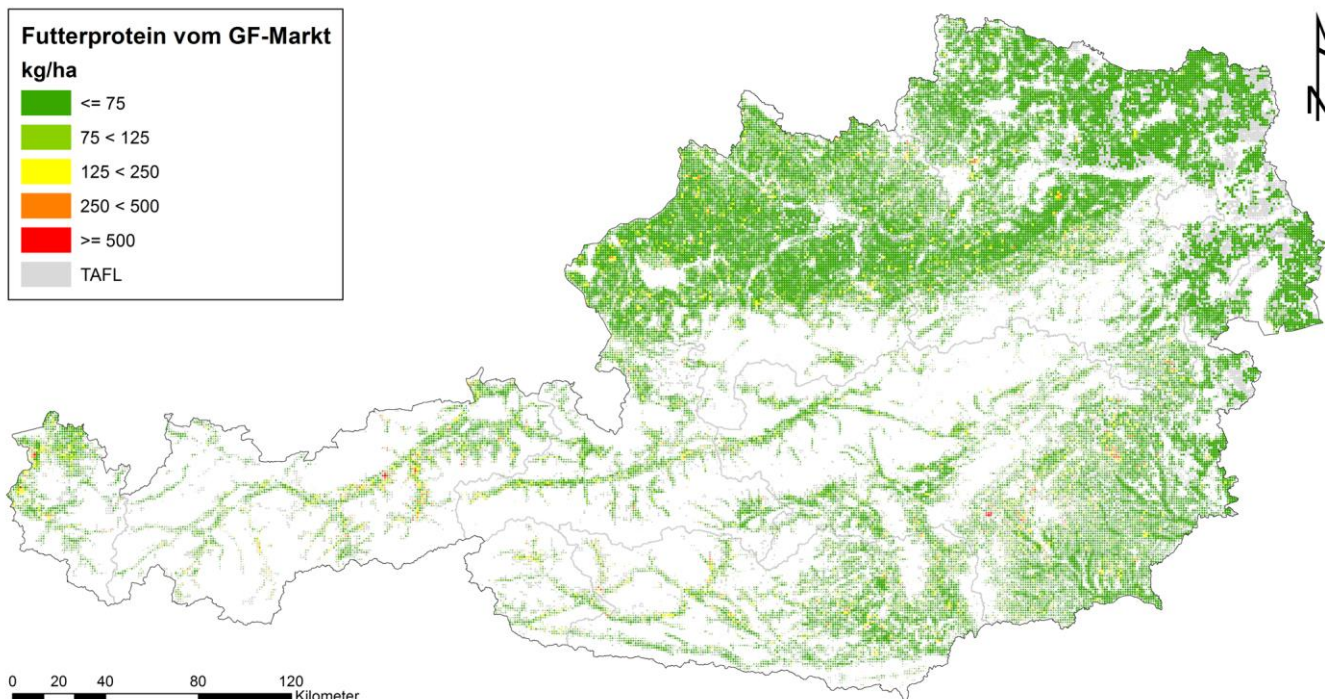 Futterprotein vom GF-Markt
kg/ha
<= 75
75 < 125
125 < 250
250 < 500
>= 500
TAFL
N
0 20 40 80 120
Kilometer